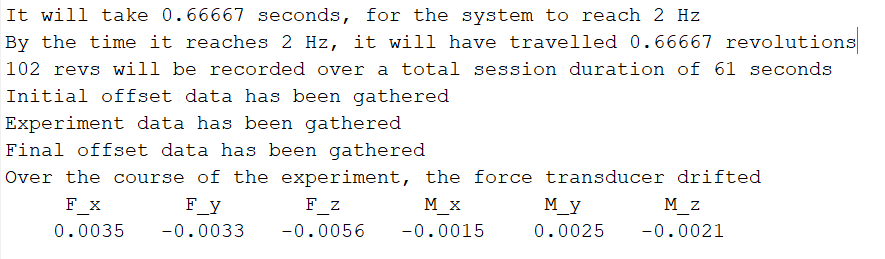 It will take 0.66667 seconds, for the system to reach 2 Hz
By the time it reaches 2 Hz, it will have travelled 0.66667 revolutions
102 revs will be recorded over a total session duration of 61 seconds
Initial offset data has been gathered
Experiment data has been gathered
Final offset data has been gathered
Over the course of the experiment, the force transducer drifted
F_x F_y F_z M_x M_y M_z
0.0035 -0.0033 -0.0056 -0.0015 0.0025 -0.0021